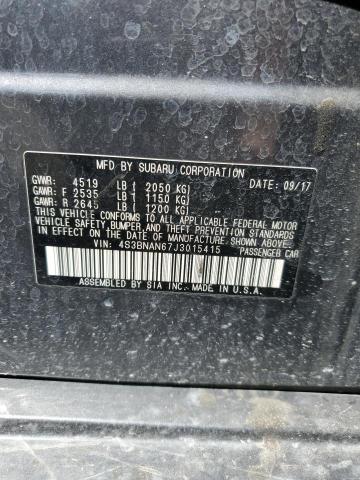 MFD BY SUBARU CORPORATION
GVWR: 4519 LB ( 2050 KG) DATE: 09/17
GAWR: F 2535 LB ( 1150 KG)
GAWR: R 2645 LB ( 1200 KG)
THIS VEHICLE CONFORMS TO ALL APPLICABLE FEDERAL MOTOR
VEHICLE SAFETY, BUMPER, AND THEFT PREVENTION STANDARDS
IN EFFECT ON THE DATE OF MANUFACTURE SHOWN ABOVE.
VIN: 4S3BNAN67J3015415 PASSENGER CAR
ASSEMBLED BY SIA INC. MADE IN U.S.A.